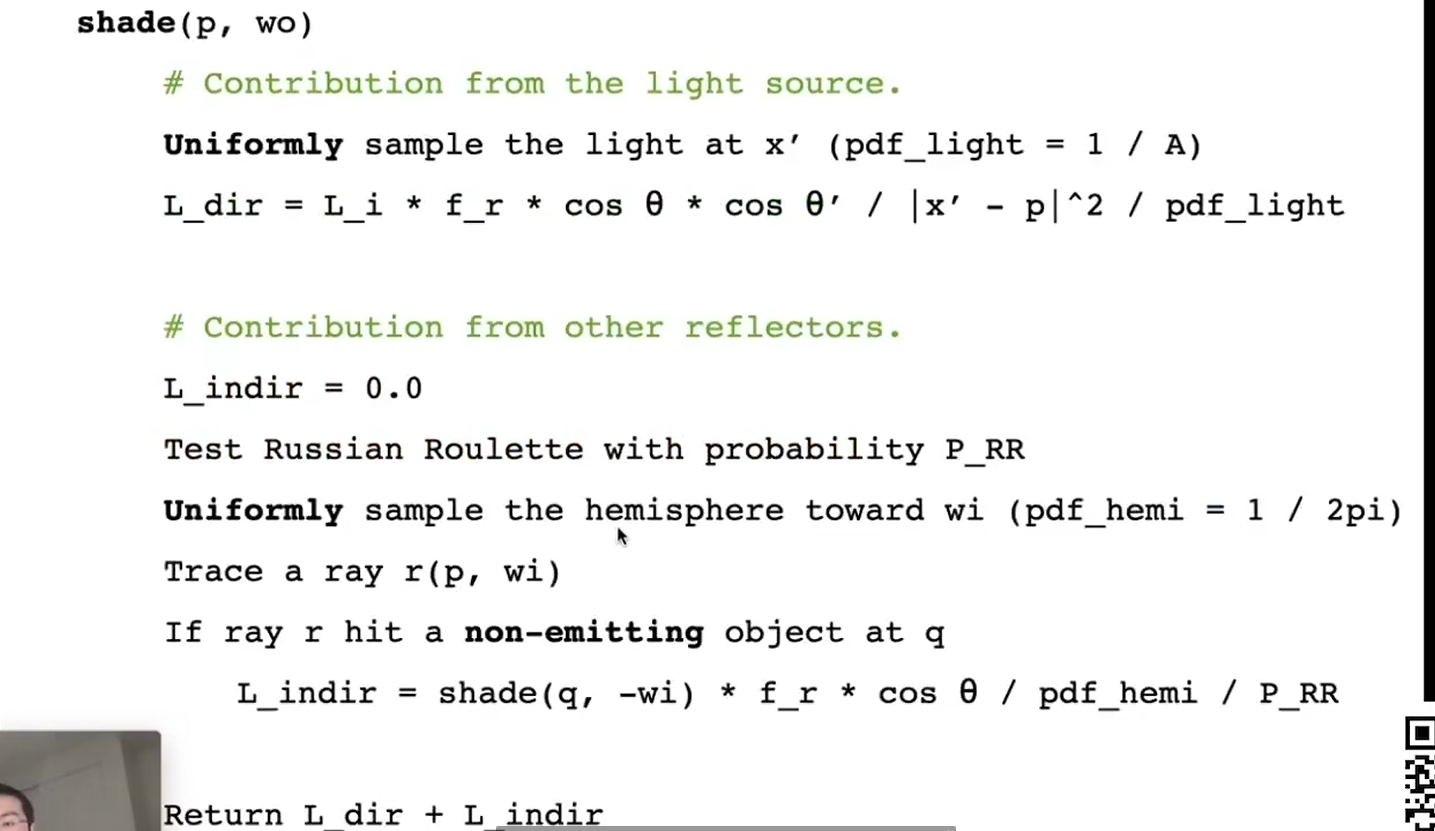 shade(p, wo)
# Contribution from the light source.
Uniformly sample the light at x′ (pdf_light = 1 / A)
L_dir = L_i * f_r * cos θ * cos θ′ / |x′ - p|^2 / pdf_light
# Contribution from other reflectors.
L_indir = 0.0
Test Russian Roulette with probability P_RR
Uniformly sample the hemisphere toward wi (pdf_hemi = 1 / 2pi)
Trace a ray r(p, wi)
If ray r hit a non-emitting object at q
L_indir = shade(q, -wi) * f_r * cos θ / pdf_hemi / P_RR
Return L_dir + L_indir